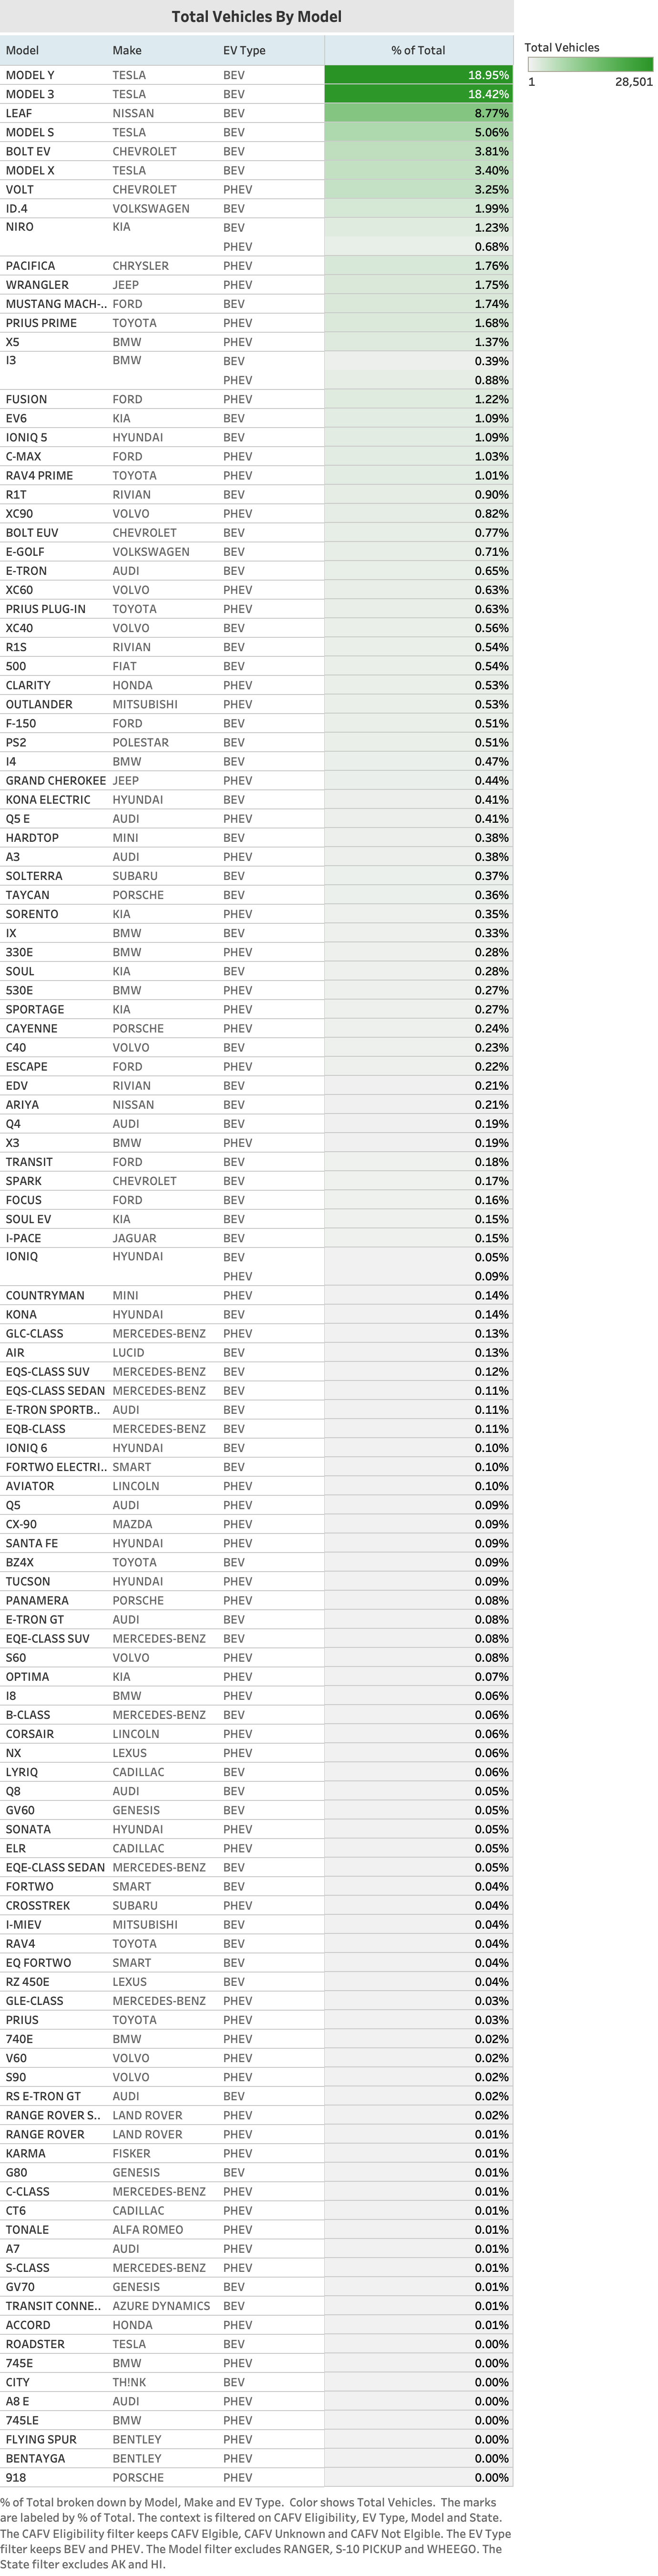 Total Vehicles By Model
Model Make EV Type % of Total
Total Vehicles
1 28,501
MODEL Y TESLA BEV 18.95%
MODEL 3 TESLA BEV 18.42%
LEAF NISSAN BEV 8.77%
MODEL S TESLA BEV 5.06%
BOLT EV CHEVROLET BEV 3.81%
MODEL X TESLA BEV 3.40%
VOLT CHEVROLET PHEV 3.25%
ID.4 VOLKSWAGEN BEV 1.99%
NIRO KIA BEV 1.23%
PHEV 0.68%
PACIFICA CHRYSLER PHEV 1.76%
WRANGLER JEEP PHEV 1.75%
MUSTANG MACH-.. FORD BEV 1.74%
PRIUS PRIME TOYOTA PHEV 1.68%
X5 BMW PHEV 1.37%
I3 BMW BEV 0.39%
PHEV 0.88%
FUSION FORD PHEV 1.22%
EV6 KIA BEV 1.09%
IONIQ 5 HYUNDAI BEV 1.09%
C-MAX FORD PHEV 1.03%
RAV4 PRIME TOYOTA PHEV 1.01%
R1T RIVIAN BEV 0.90%
XC90 VOLVO PHEV 0.82%
BOLT EUV CHEVROLET BEV 0.77%
E-GOLF VOLKSWAGEN BEV 0.71%
E-TRON AUDI BEV 0.65%
XC60 VOLVO PHEV 0.63%
PRIUS PLUG-IN TOYOTA PHEV 0.63%
XC40 VOLVO BEV 0.56%
R1S RIVIAN BEV 0.54%
500 FIAT BEV 0.54%
CLARITY HONDA PHEV 0.53%
OUTLANDER MITSUBISHI PHEV 0.53%
F-150 FORD BEV 0.51%
PS2 POLESTAR BEV 0.51%
I4 BMW BEV 0.47%
GRAND CHEROKEE JEEP PHEV 0.44%
KONA ELECTRIC HYUNDAI BEV 0.41%
Q5 E AUDI PHEV 0.41%
HARDTOP MINI BEV 0.38%
A3 AUDI PHEV 0.38%
SOLTERRA SUBARU BEV 0.37%
TAYCAN PORSCHE BEV 0.36%
SORENTO KIA PHEV 0.35%
IX BMW BEV 0.33%
330E BMW PHEV 0.28%
SOUL KIA BEV 0.28%
530E BMW PHEV 0.27%
SPORTAGE KIA PHEV 0.27%
CAYENNE PORSCHE PHEV 0.24%
C40 VOLVO BEV 0.23%
ESCAPE FORD PHEV 0.22%
EDV RIVIAN BEV 0.21%
ARIYA NISSAN BEV 0.21%
Q4 AUDI BEV 0.19%
X3 BMW PHEV 0.19%
TRANSIT FORD BEV 0.18%
SPARK CHEVROLET BEV 0.17%
FOCUS FORD BEV 0.16%
SOUL EV KIA BEV 0.15%
I-PACE JAGUAR BEV 0.15%
IONIQ HYUNDAI BEV 0.05%
PHEV 0.09%
COUNTRYMAN MINI PHEV 0.14%
KONA HYUNDAI BEV 0.14%
GLC-CLASS MERCEDES-BENZ PHEV 0.13%
AIR LUCID BEV 0.13%
EQS-CLASS SUV MERCEDES-BENZ BEV 0.12%
EQS-CLASS SEDAN MERCEDES-BENZ BEV 0.11%
E-TRON SPORTB.. AUDI BEV 0.11%
EQB-CLASS MERCEDES-BENZ BEV 0.11%
IONIQ 6 HYUNDAI BEV 0.10%
FORTWO ELECTRI.. SMART BEV 0.10%
AVIATOR LINCOLN PHEV 0.10%
Q5 AUDI PHEV 0.09%
CX-90 MAZDA PHEV 0.09%
SANTA FE HYUNDAI PHEV 0.09%
BZ4X TOYOTA BEV 0.09%
TUCSON HYUNDAI PHEV 0.09%
PANAMERA PORSCHE PHEV 0.08%
E-TRON GT AUDI BEV 0.08%
EQE-CLASS SUV MERCEDES-BENZ BEV 0.08%
S60 VOLVO PHEV 0.08%
OPTIMA KIA PHEV 0.07%
I8 BMW PHEV 0.06%
B-CLASS MERCEDES-BENZ BEV 0.06%
CORSAIR LINCOLN PHEV 0.06%
NX LEXUS PHEV 0.06%
LYRIQ CADILLAC BEV 0.06%
Q8 AUDI BEV 0.05%
GV60 GENESIS BEV 0.05%
SONATA HYUNDAI PHEV 0.05%
ELR CADILLAC PHEV 0.05%
EQE-CLASS SEDAN MERCEDES-BENZ BEV 0.05%
FORTWO SMART BEV 0.04%
CROSSTREK SUBARU PHEV 0.04%
I-MIEV MITSUBISHI BEV 0.04%
RAV4 TOYOTA BEV 0.04%
EQ FORTWO SMART BEV 0.04%
RZ 450E LEXUS BEV 0.04%
GLE-CLASS MERCEDES-BENZ PHEV 0.03%
PRIUS TOYOTA PHEV 0.03%
740E BMW PHEV 0.02%
V60 VOLVO PHEV 0.02%
S90 VOLVO PHEV 0.02%
RS E-TRON GT AUDI BEV 0.02%
RANGE ROVER S.. LAND ROVER PHEV 0.02%
RANGE ROVER LAND ROVER PHEV 0.01%
KARMA FISKER PHEV 0.01%
G80 GENESIS BEV 0.01%
C-CLASS MERCEDES-BENZ PHEV 0.01%
CT6 CADILLAC PHEV 0.01%
TONALE ALFA ROMEO PHEV 0.01%
A7 AUDI PHEV 0.01%
S-CLASS MERCEDES-BENZ PHEV 0.01%
GV70 GENESIS BEV 0.01%
TRANSIT CONNE.. AZURE DYNAMICS BEV 0.01%
ACCORD HONDA PHEV 0.01%
ROADSTER TESLA BEV 0.00%
745E BMW PHEV 0.00%
CITY TH!NK BEV 0.00%
A8 E AUDI PHEV 0.00%
745LE BMW PHEV 0.00%
FLYING SPUR BENTLEY PHEV 0.00%
BENTAYGA BENTLEY PHEV 0.00%
918 PORSCHE PHEV 0.00%
% of Total broken down by Model, Make and EV Type. Color shows Total Vehicles. The marks
are labeled by % of Total. The context is filtered on CAFV Eligibility, EV Type, Model and State.
The CAFV Eligibility filter keeps CAFV Elgible, CAFV Unknown and CAFV Not Elgible. The EV Type
filter keeps BEV and PHEV. The Model filter excludes RANGER, S-10 PICKUP and WHEEGO. The
State filter excludes AK and HI.